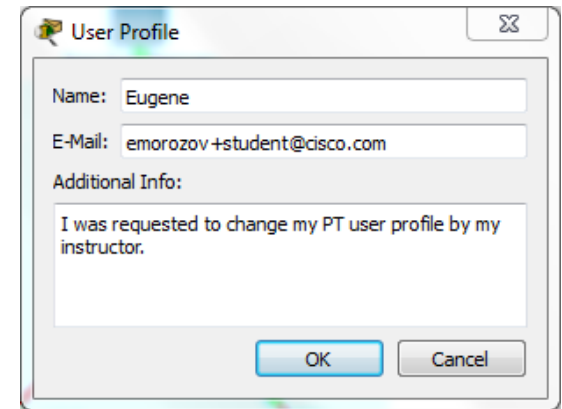 User Profile
Name: Eugene
E-Mail: emorozov+student@cisco.com
Additional Info:
I was requested to change my PT user profile by my
instructor.
OK Cancel